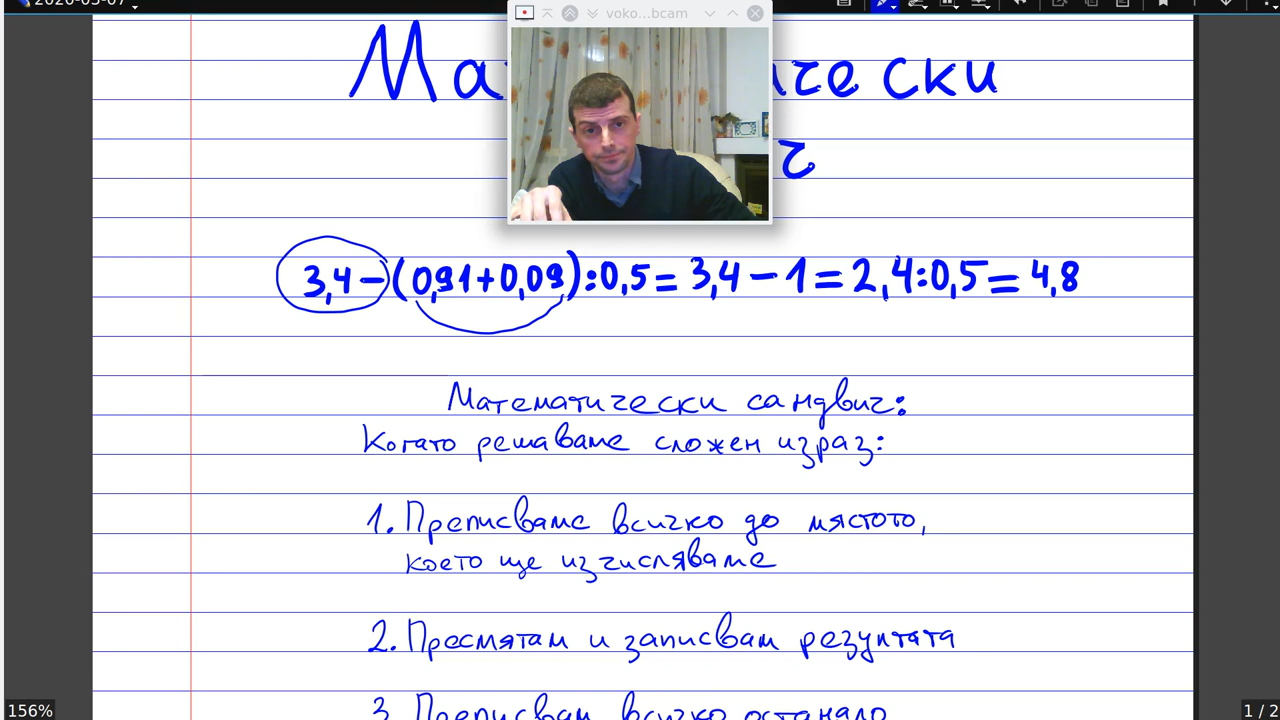 voko...bcam
3,4 – (0,91+0,09):0,5 = 3,4 – 1 = 2,4:0,5 = 4,8
Математически сандвич:
Когато решаваме сложен израз:
1. Преписваме всичко до мястото,
което ще изчисляваме
2. Пресмятам и записвам резултата
3. Преписвам всичко останало
156%
1 / 2